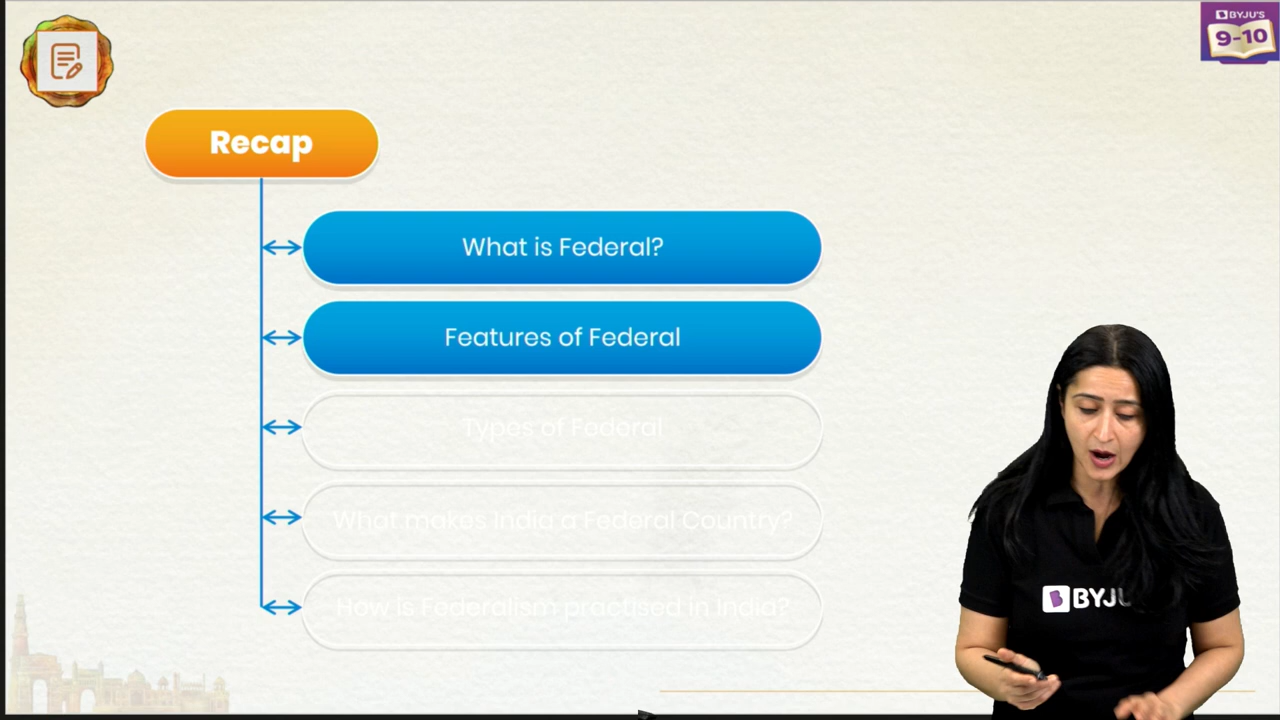 BYJU'S
9-10
Recap
What is Federal?
Features of Federal
Types of Federal
What makes India a Federal Country?
How is Federalism practised in India?
BYJU